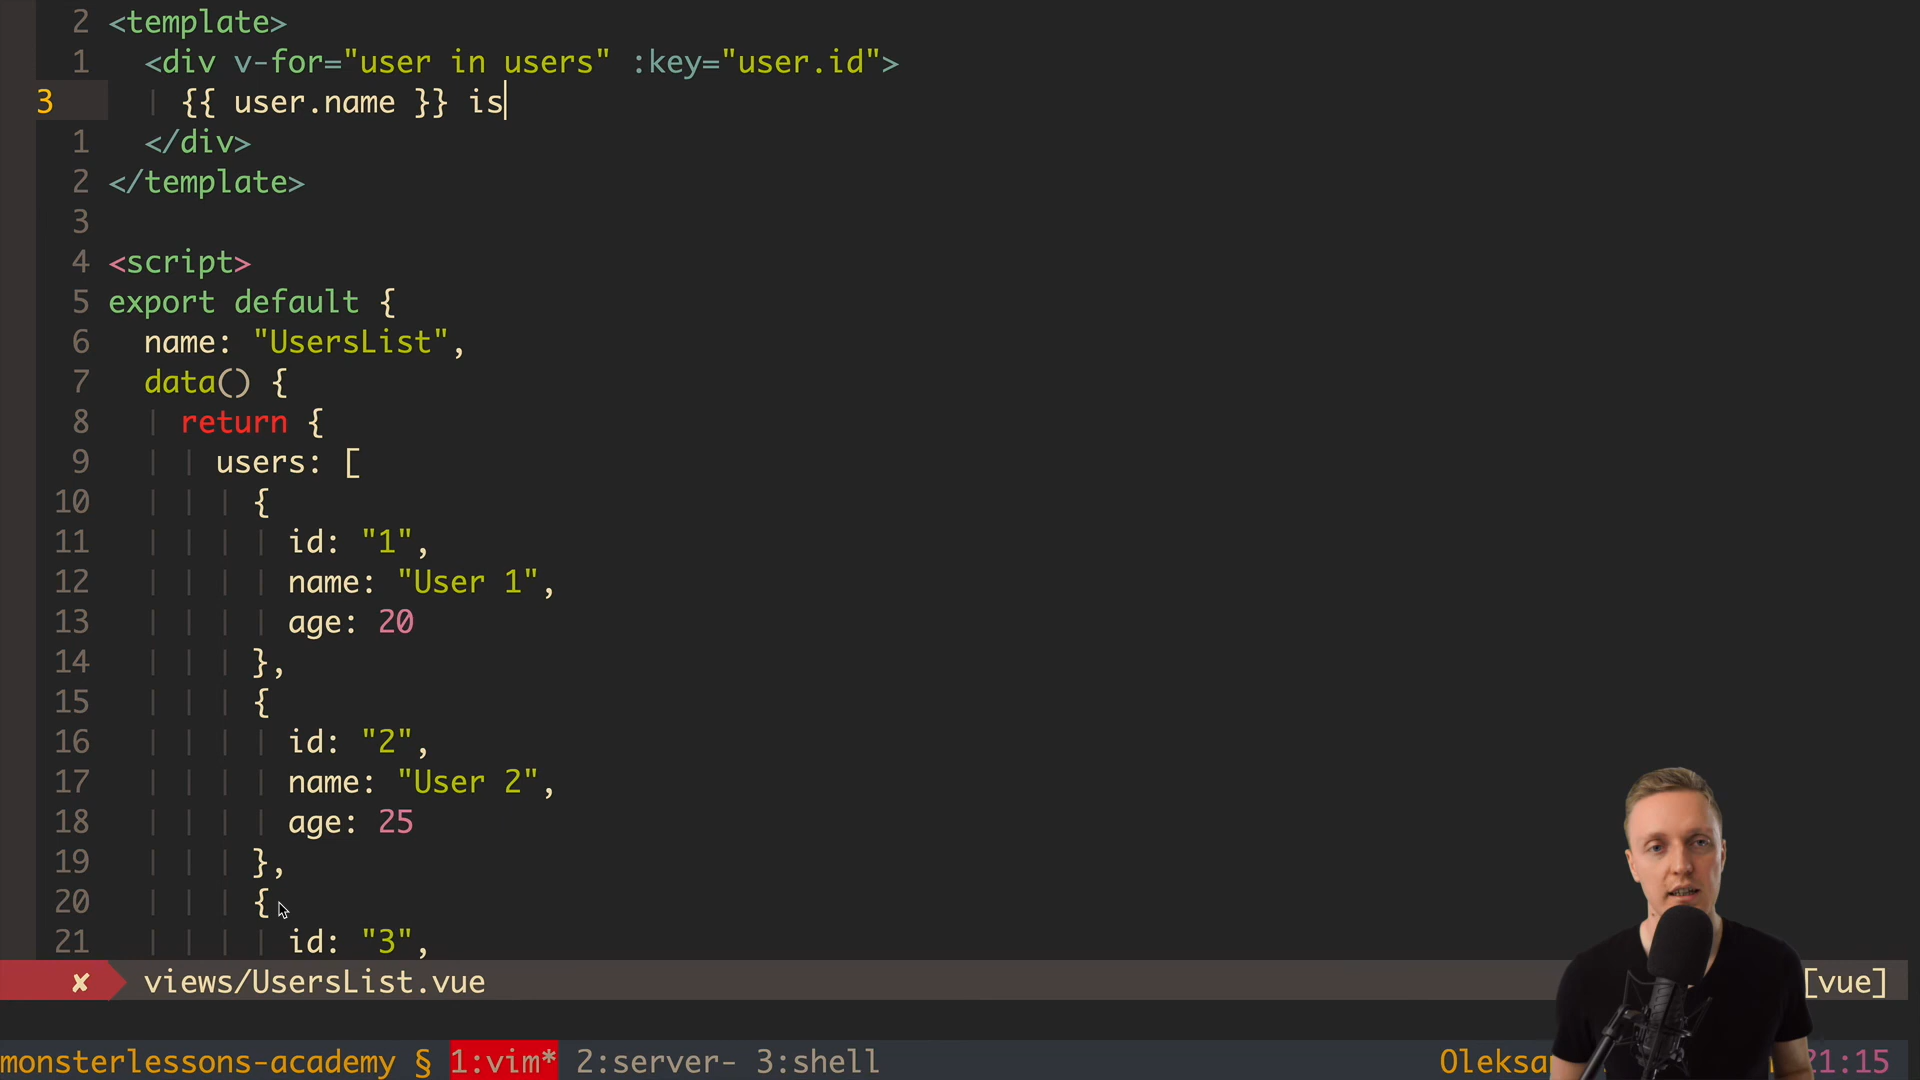 2 <template>
1 <div v-for="user in users" :key="user.id">
3 {{ user.name }} is
1 </div>
2 </template>
3
4 <script>
5 export default {
6 name: "UsersList",
7 data() {
8 return {
9 users: [
10 {
11 id: "1",
12 name: "User 1",
13 age: 20
14 },
15 {
16 id: "2",
17 name: "User 2",
18 age: 25
19 },
20 {
21 id: "3",
✘ views/UsersList.vue [vue]
monsterlessons-academy § 1:vim* 2:server- 3:shell 21:15